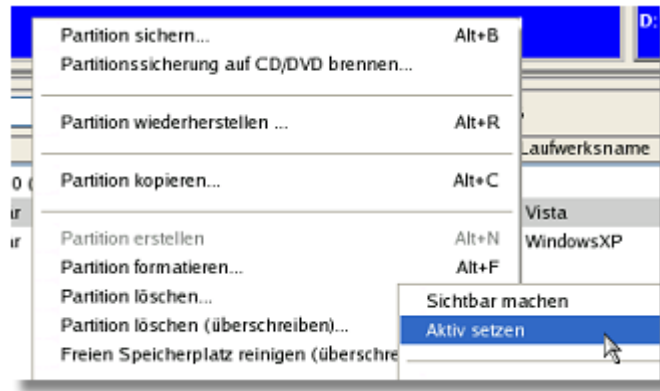 D:
Partition sichern... Alt+B
Partitionssicherung auf CD/DVD brennen...
Partition wiederherstellen ... Alt+R
Laufwerksname
Partition kopieren... Alt+C
Vista
Partition erstellen Alt+N
WindowsXP
Partition formatieren... Alt+F
Partition löschen...
Sichtbar machen
Partition löschen (überschreiben)...
Aktiv setzen
Freien Speicherplatz reinigen